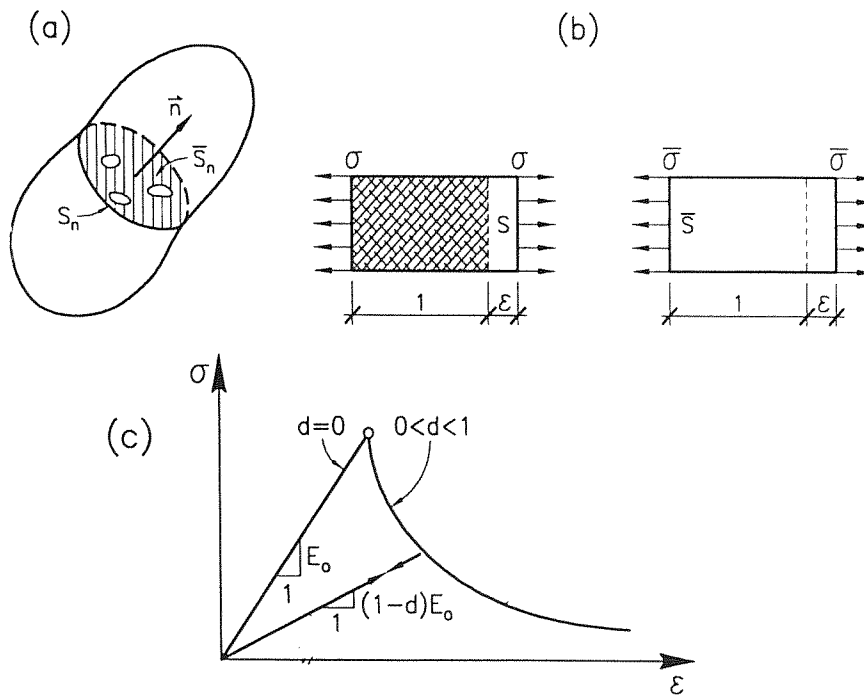 (a)
n⃗
S̅ₙ
Sₙ
(b)
σ σ
S
1 ε
σ̅ σ̅
S̅
1 ε
(c)
σ
d=0 0<d<1
E₀
1
(1-d)E₀
1
ε